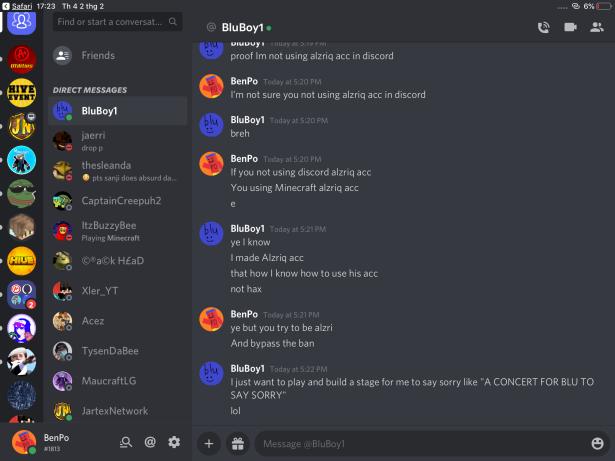 Safari 17:23 Th 4 2 thg 2
6%
Find or start a conversat...
Friends
DIRECT MESSAGES
BluBoy1
jaerri
drop p
thesleanda
pts sanji does absurd da...
CaptainCreepuh2
ItzBuzzyBee
Playing Minecraft
©®a©k H£aD
Xler_YT
Acez
TysenDaBee
MaucraftLG
JartexNetwork
BenPo
#1813
HIVE
EVENT
JN
HIVE
2
@ BluBoy1
BluBoy1 Today at 5:19 PM
proof Im not using alzriq acc in discord
BenPo Today at 5:20 PM
I'm not sure you not using alzriq acc in discord
BluBoy1 Today at 5:20 PM
breh
BenPo Today at 5:20 PM
If you not using discord alzriq acc
You using Minecraft alzriq acc
e
BluBoy1 Today at 5:21 PM
ye I know
I made Alzriq acc
that how I know how to use his acc
not hax
BenPo Today at 5:21 PM
ye but you try to be alzri
And bypass the ban
BluBoy1 Today at 5:22 PM
I just want to play and build a stage for me to say sorry like "A CONCERT FOR BLU TO
SAY SORRY"
lol
Message @BluBoy1